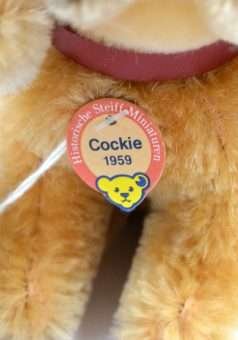 Historische Steiff Miniaturen
Cockie
1959